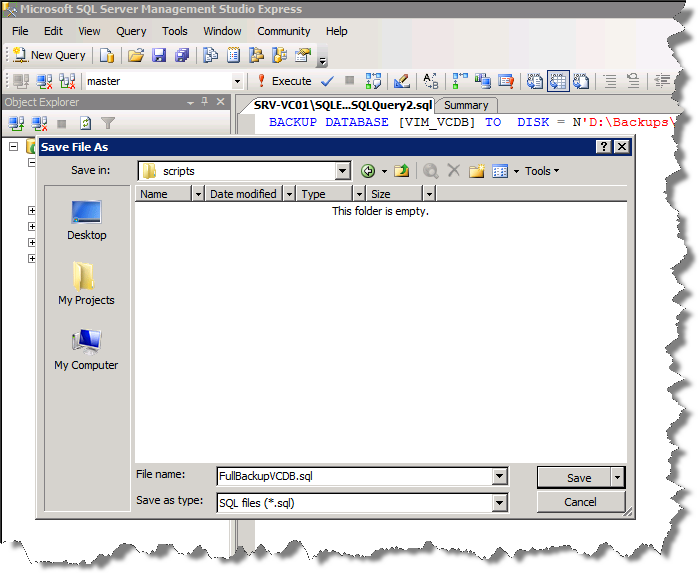 Microsoft SQL Server Management Studio Express
File Edit View Query Tools Window Community Help
New Query
master Execute
Object Explorer
SRV-VC01\SQLE...SQLQuery2.sql Summary
BACKUP DATABASE [VIM_VCDB] TO DISK = N'D:\Backups\
Save File As
Save in: scripts Tools
Name Date modified Type Size
This folder is empty.
Desktop
My Projects
My Computer
File name: FullBackupVCDB.sql Save
Save as type: SQL files (*.sql) Cancel